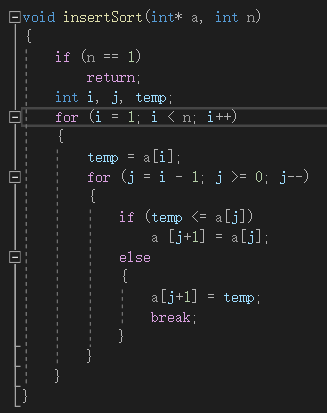 void insertSort(int* a, int n)
{
    if (n == 1)
        return;
    int i, j, temp;
    for (i = 1; i < n; i++)
    {
        temp = a[i];
        for (j = i - 1; j >= 0; j--)
        {
            if (temp <= a[j])
                a [j+1] = a[j];
            else
            {
                a[j+1] = temp;
                break;
            }
        }
    }
}